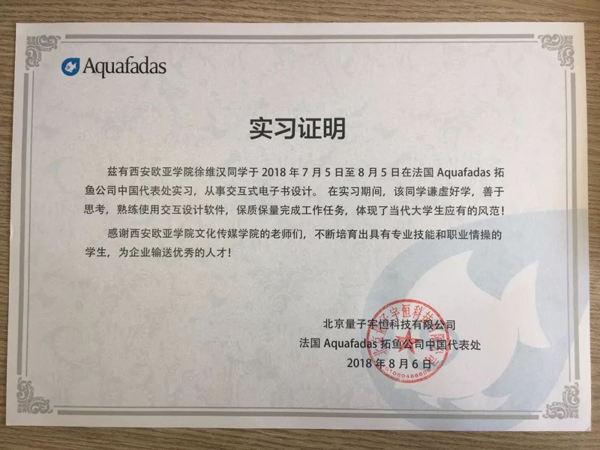 Aquafadas
实习证明
兹有西安欧亚学院徐维汉同学于 2018 年 7 月 5 日至 8 月 5 日在法国 Aquafadas 拓
鱼公司中国代表处实习，从事交互式电子书设计。 在实习期间，该同学谦虚好学，善于
思考，熟练使用交互设计软件，保质保量完成工作任务，体现了当代大学生应有的风范！
感谢西安欧亚学院文化传媒学院的老师们，不断培育出具有专业技能和职业情操的
学生，为企业输送优秀的人才！
北京量子宇恒科技有限公司
法国 Aquafadas 拓鱼公司中国代表处
2018 年 8 月 6 日